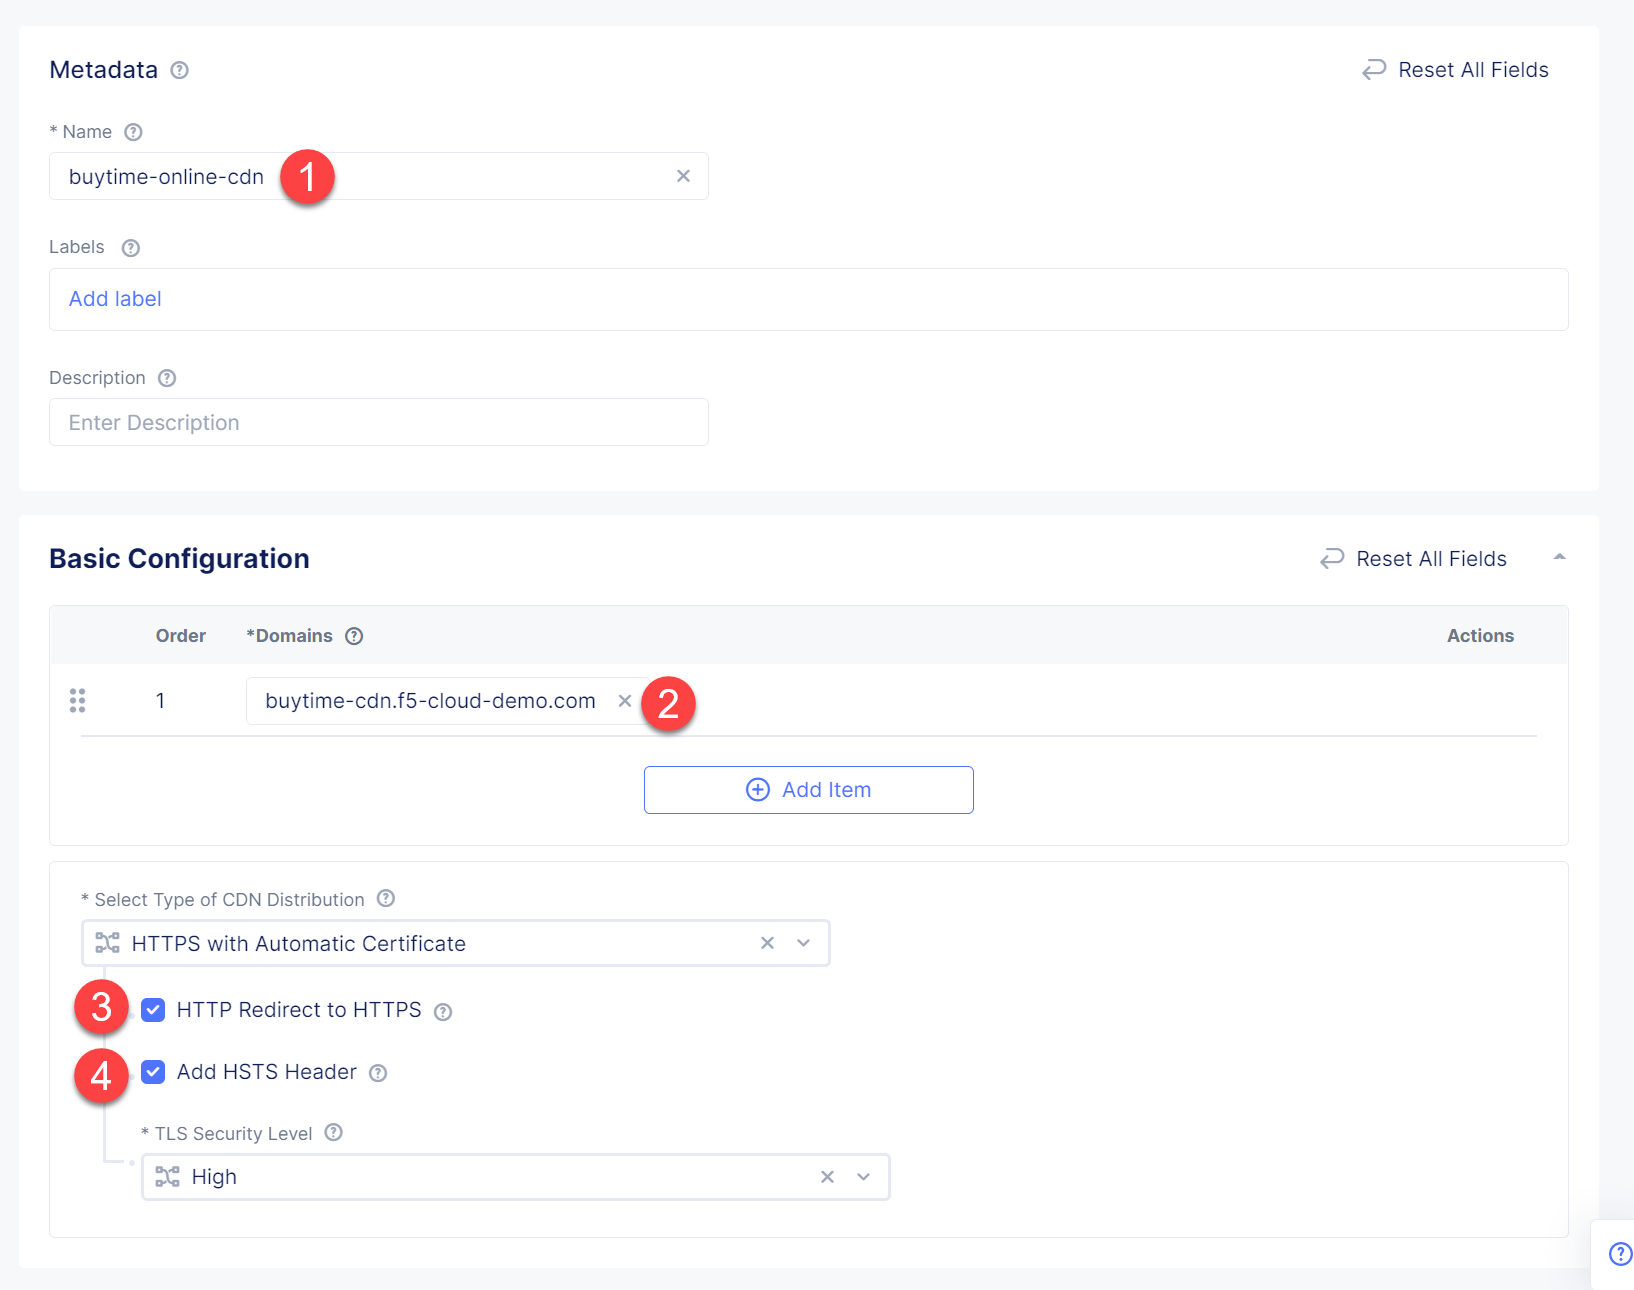 Metadata
Reset All Fields
* Name
buytime-online-cdn
1
Labels
Add label
Description
Enter Description
Basic Configuration
Reset All Fields
Order *Domains Actions
1 buytime-cdn.f5-cloud-demo.com
2
Add Item
* Select Type of CDN Distribution
HTTPS with Automatic Certificate
3 HTTP Redirect to HTTPS
4 Add HSTS Header
* TLS Security Level
High